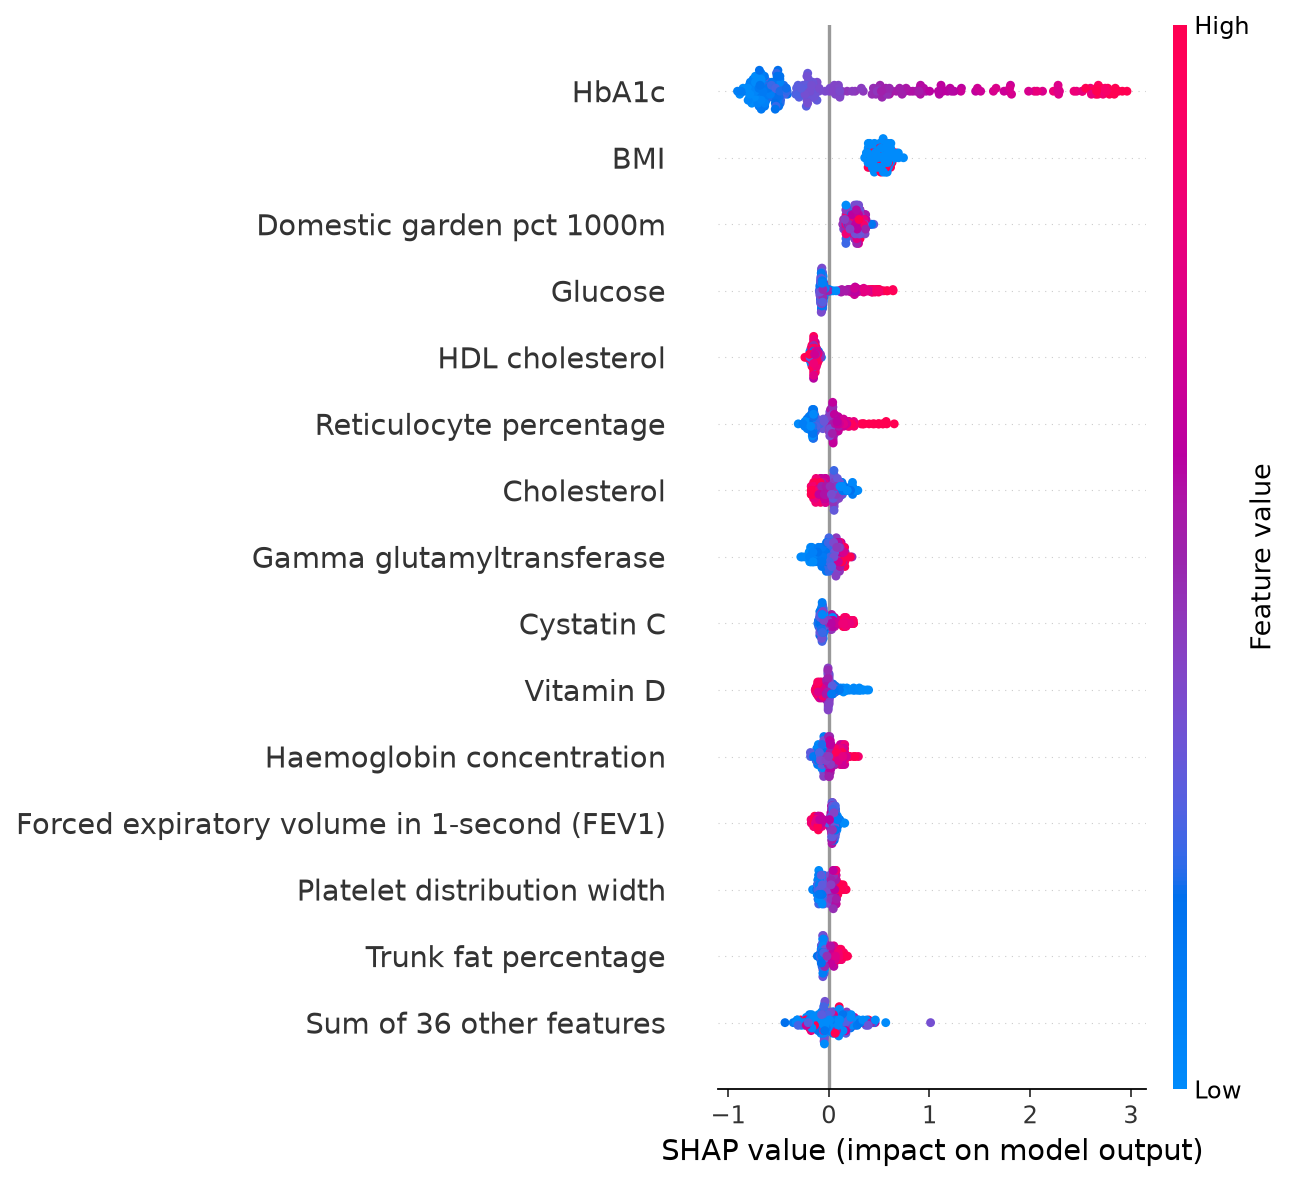 High
HbA1c
BMI
Domestic garden pct 1000m
Glucose
HDL cholesterol
Reticulocyte percentage
Cholesterol
Gamma glutamyltransferase
Cystatin C
Vitamin D
Haemoglobin concentration
Forced expiratory volume in 1-second (FEV1)
Platelet distribution width
Trunk fat percentage
Sum of 36 other features
Feature value
Low
−1 0 1 2 3
SHAP value (impact on model output)